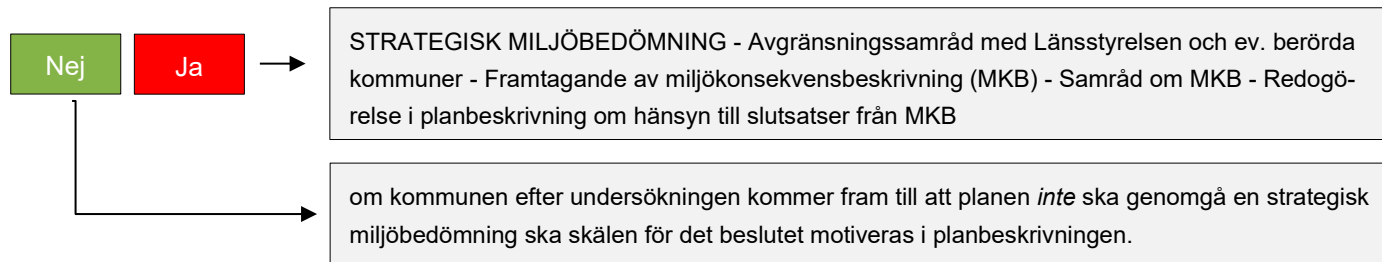 Nej
Ja
STRATEGISK MILJÖBEDÖMNING - Avgränsningssamråd med Länsstyrelsen och ev. berörda
kommuner - Framtagande av miljökonsekvensbeskrivning (MKB) - Samråd om MKB - Redogö-
relse i planbeskrivning om hänsyn till slutsatser från MKB
om kommunen efter undersökningen kommer fram till att planen inte ska genomgå en strategisk
miljöbedömning ska skälen för det beslutet motiveras i planbeskrivningen.